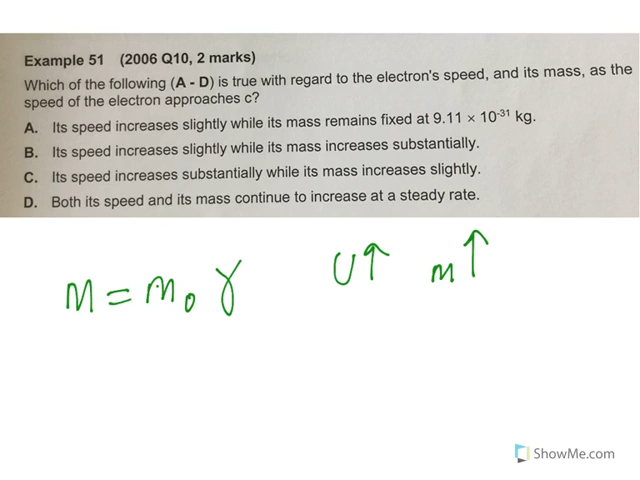 Example 51 (2006 Q10, 2 marks)
Which of the following (A - D) is true with regard to the electron's speed, and its mass, as the
speed of the electron approaches c?
A. Its speed increases slightly while its mass remains fixed at 9.11 × 10⁻³¹ kg.
B. Its speed increases slightly while its mass increases substantially.
C. Its speed increases substantially while its mass increases slightly.
D. Both its speed and its mass continue to increase at a steady rate.
m = m₀ γ v↑ m↑
ShowMe.com